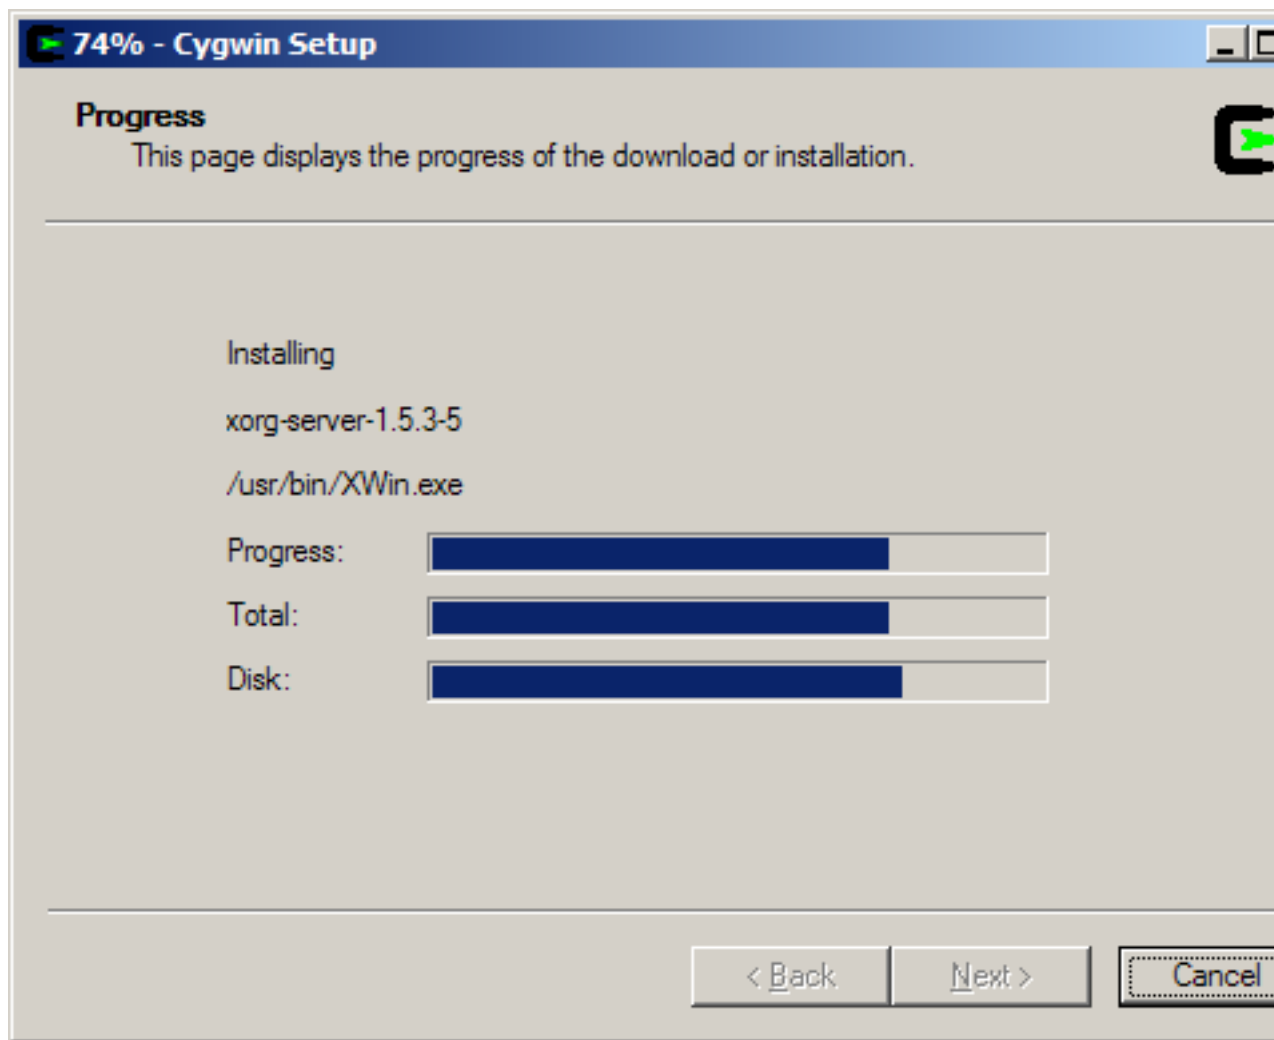 74% - Cygwin Setup
Progress
This page displays the progress of the download or installation.
Installing
xorg-server-1.5.3-5
/usr/bin/XWin.exe
Progress:
Total:
Disk:
< Back
Next >
Cancel